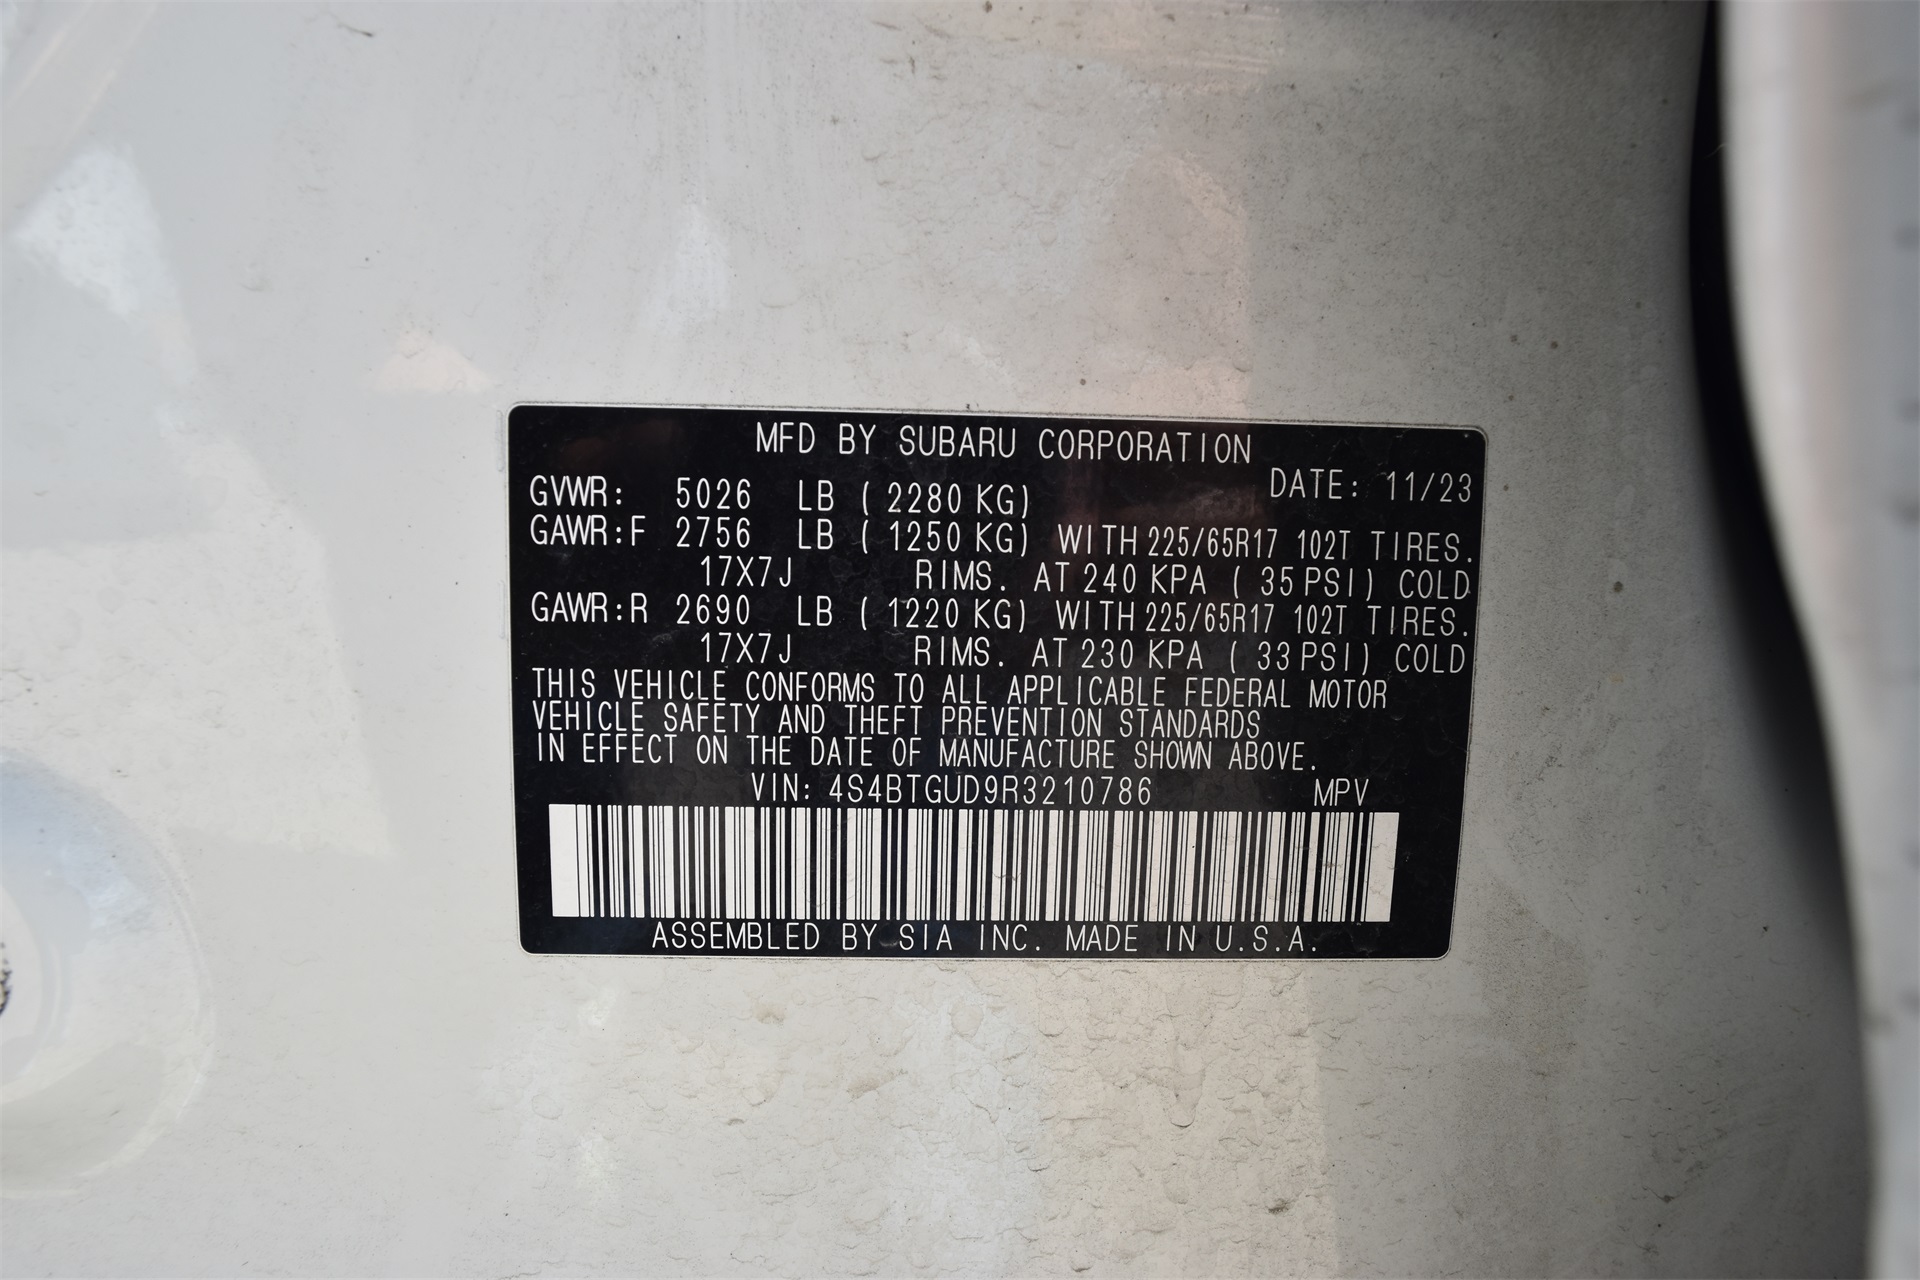 MFD BY SUBARU CORPORATION
DATE: 11/23
GVWR: 5026 LB ( 2280 KG)
GAWR:F 2756 LB ( 1250 KG) WITH 225/65R17 102T TIRES.
17X7J RIMS. AT 240 KPA ( 35 PSI) COLD
GAWR:R 2690 LB ( 1220 KG) WITH 225/65R17 102T TIRES.
17X7J RIMS. AT 230 KPA ( 33 PSI) COLD
THIS VEHICLE CONFORMS TO ALL APPLICABLE FEDERAL MOTOR
VEHICLE SAFETY AND THEFT PREVENTION STANDARDS
IN EFFECT ON THE DATE OF MANUFACTURE SHOWN ABOVE.
VIN: 4S4BTGUD9R3210786 MPV
ASSEMBLED BY SIA INC. MADE IN U.S.A.